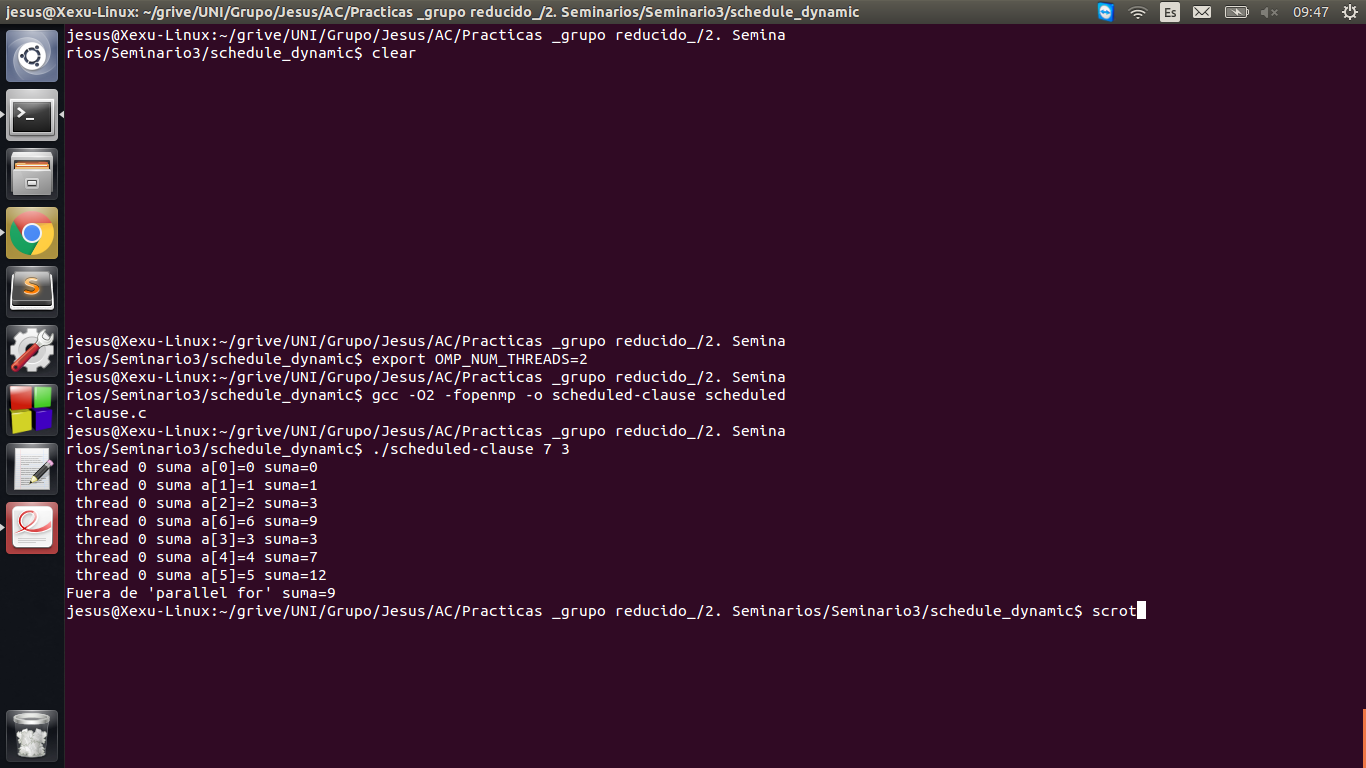 jesus@Xexu-Linux: ~/grive/UNI/Grupo/Jesus/AC/Practicas _grupo reducido_/2. Seminarios/Seminario3/schedule_dynamic
Es
09:47
jesus@Xexu-Linux:~/grive/UNI/Grupo/Jesus/AC/Practicas _grupo reducido_/2. Semina
rios/Seminario3/schedule_dynamic$ clear
jesus@Xexu-Linux:~/grive/UNI/Grupo/Jesus/AC/Practicas _grupo reducido_/2. Semina
rios/Seminario3/schedule_dynamic$ export OMP_NUM_THREADS=2
jesus@Xexu-Linux:~/grive/UNI/Grupo/Jesus/AC/Practicas _grupo reducido_/2. Semina
rios/Seminario3/schedule_dynamic$ gcc -O2 -fopenmp -o scheduled-clause scheduled
-clause.c
jesus@Xexu-Linux:~/grive/UNI/Grupo/Jesus/AC/Practicas _grupo reducido_/2. Semina
rios/Seminario3/schedule_dynamic$ ./scheduled-clause 7 3
 thread 0 suma a[0]=0 suma=0
 thread 0 suma a[1]=1 suma=1
 thread 0 suma a[2]=2 suma=3
 thread 0 suma a[6]=6 suma=9
 thread 0 suma a[3]=3 suma=3
 thread 0 suma a[4]=4 suma=7
 thread 0 suma a[5]=5 suma=12
Fuera de 'parallel for' suma=9
jesus@Xexu-Linux:~/grive/UNI/Grupo/Jesus/AC/Practicas _grupo reducido_/2. Seminarios/Seminario3/schedule_dynamic$ scrot